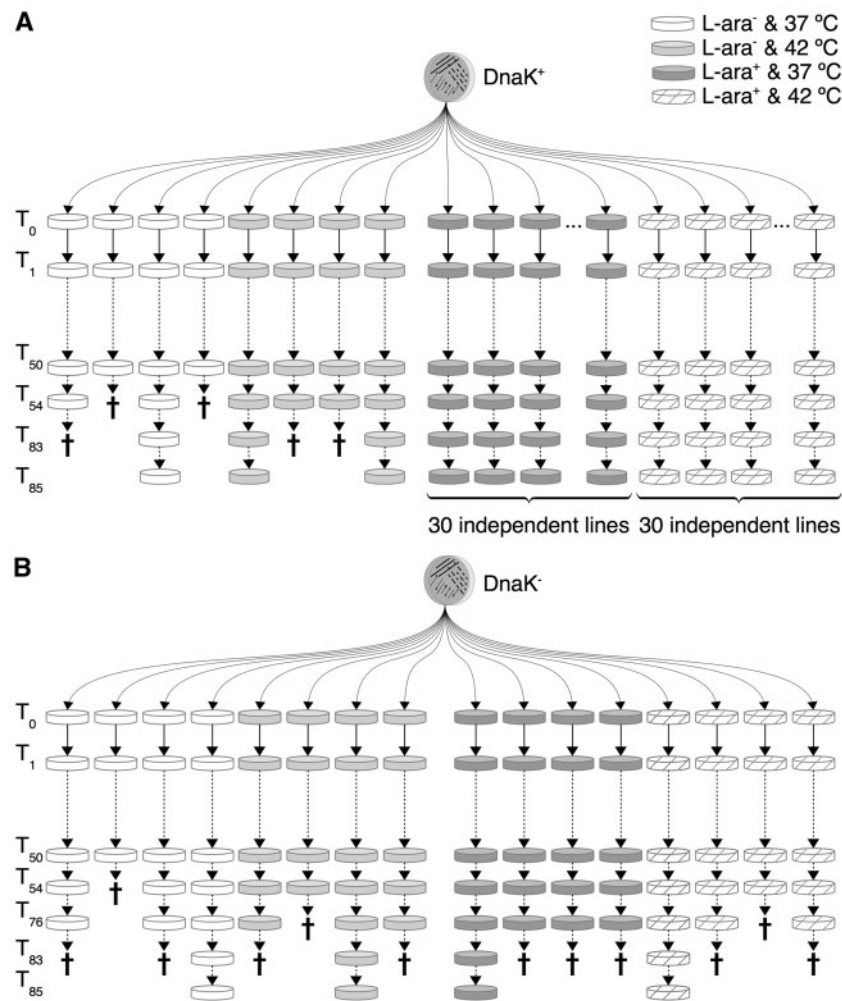 A
L-ara⁻ & 37 ºC
L-ara⁻ & 42 ºC
L-ara⁺ & 37 ºC
L-ara⁺ & 42 ºC
DnaK⁺
T₀
... ...
T₁
T₅₀
T₅₄
T₈₃
T₈₅
30 independent lines 30 independent lines
B
DnaK⁻
T₀
T₁
T₅₀
T₅₄
T₇₆
T₈₃
T₈₅